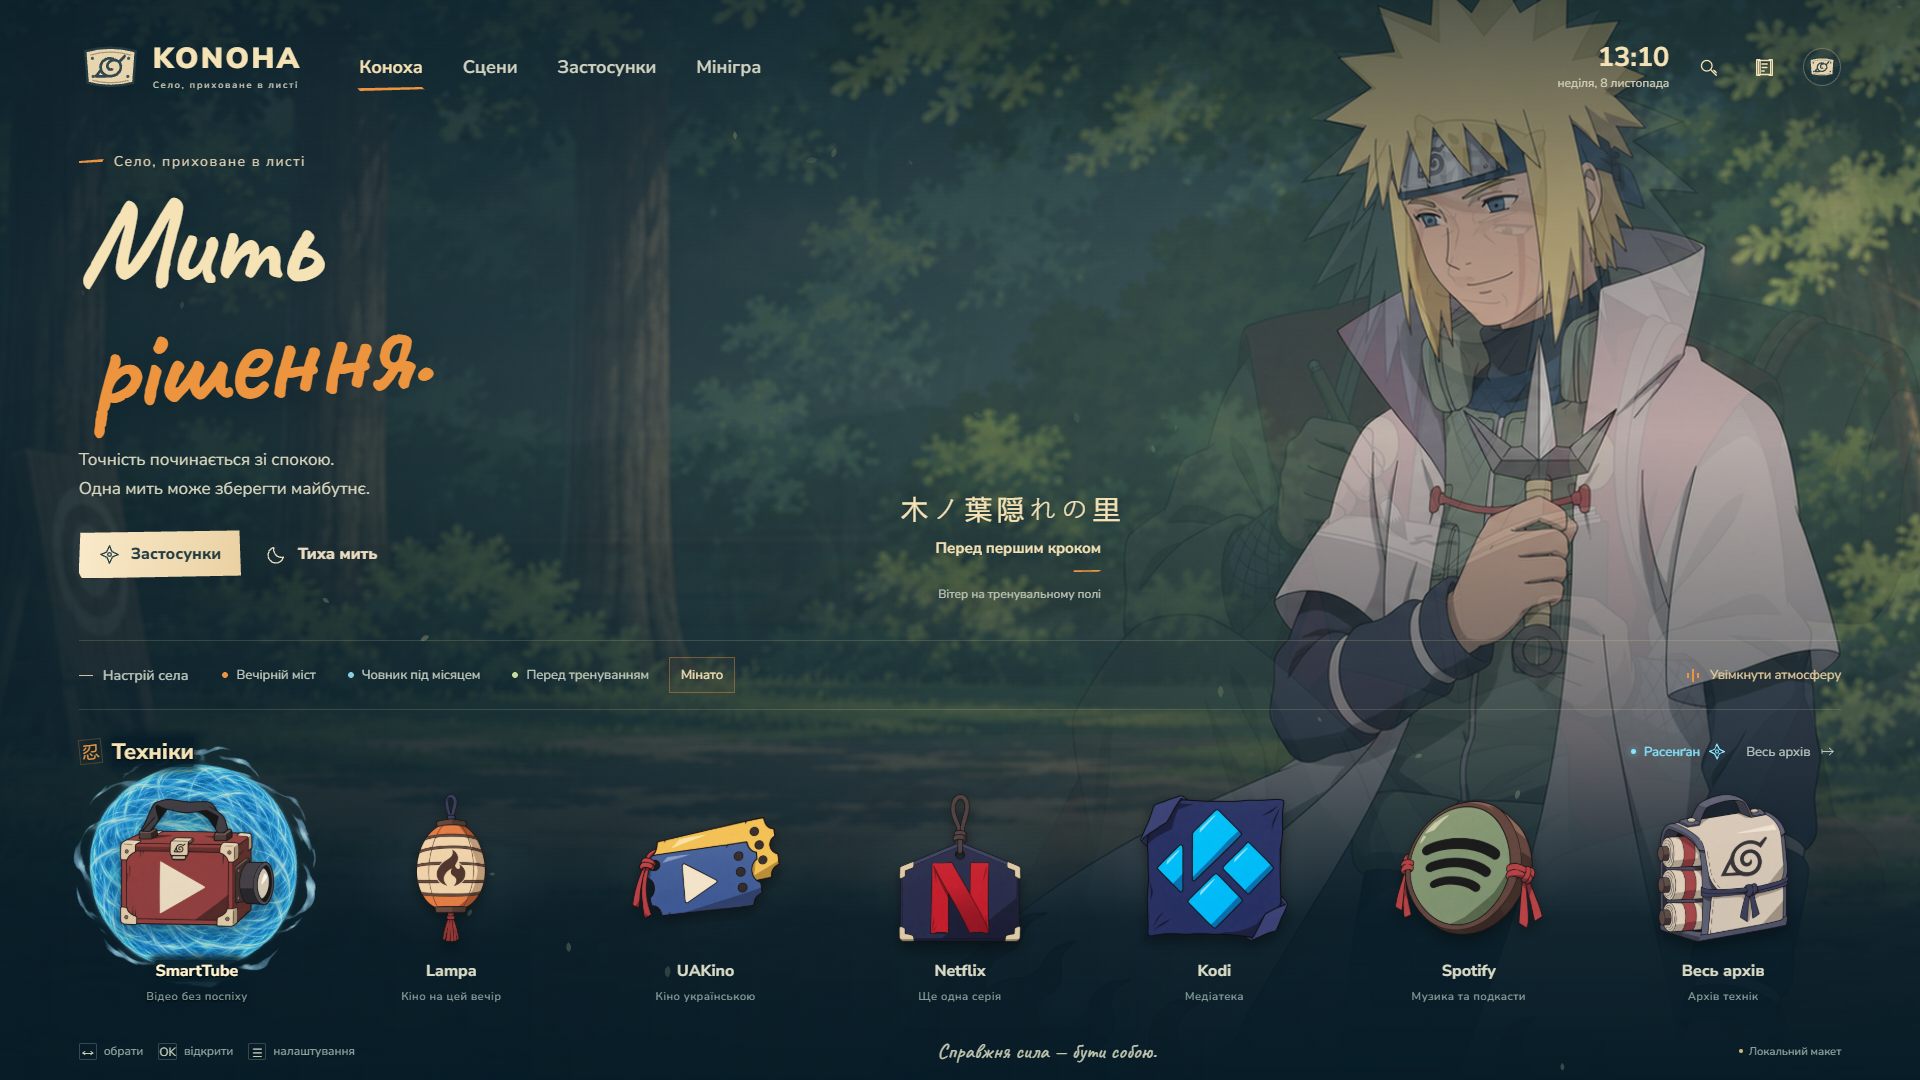 KONOHA
Село, приховане в листі
Коноха
Сцени
Застосунки
Мінігра
13:10
неділя, 8 листопада
Село, приховане в листі
Мить
рішення.
Точність починається зі спокою.
Одна мить може зберегти майбутнє.
Застосунки
Тиха мить
木ノ葉隠れの里
Перед першим кроком
Вітер на тренувальному полі
Настрій села
Вечірній міст
Човник під місяцем
Перед тренуванням
Мінато
Увімкнути атмосферу
忍 Техніки
Расенґан
Весь архів
SmartTube
Відео без поспіху
Lampa
Кіно на цей вечір
UAKino
Кіно українською
N
Netflix
Ще одна серія
Kodi
Медіатека
Spotify
Музика та подкасти
Весь архів
Архів технік
обрати
OK відкрити
налаштування
Справжня сила — бути собою.
Локальний макет